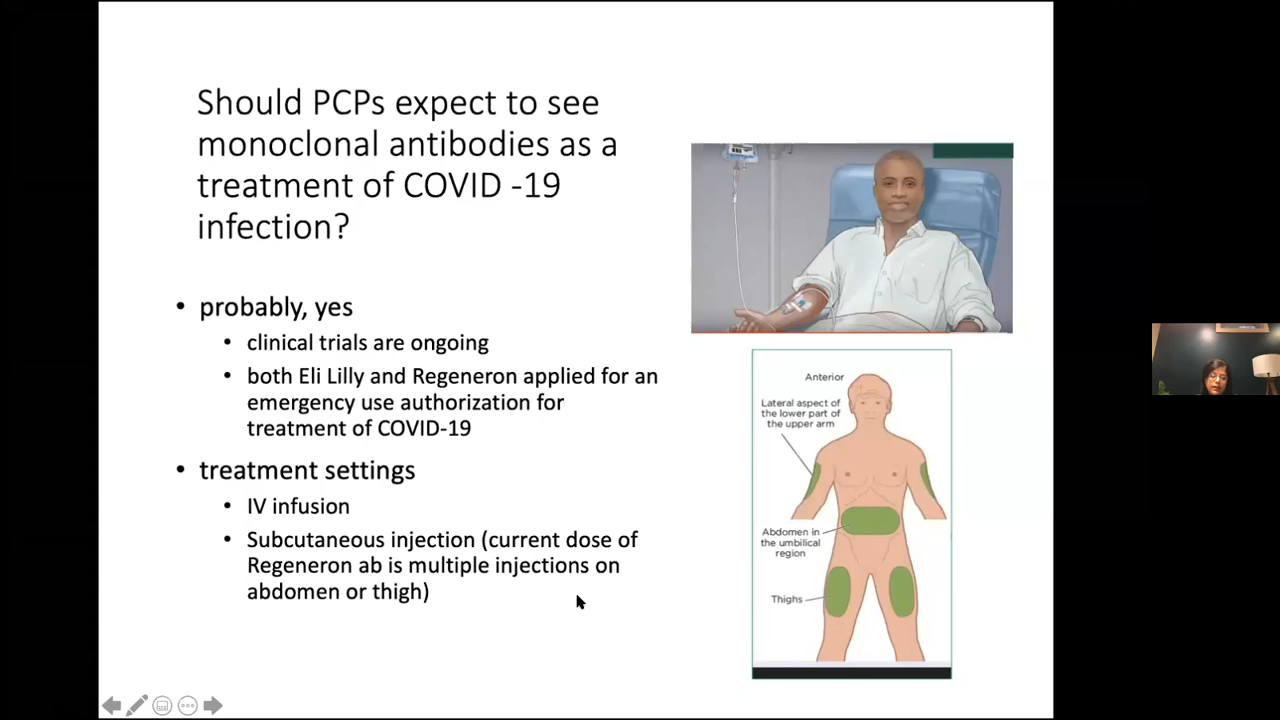 Should PCPs expect to see
monoclonal antibodies as a
treatment of COVID -19
infection?
• probably, yes
• clinical trials are ongoing
• both Eli Lilly and Regeneron applied for an
emergency use authorization for
treatment of COVID-19
• treatment settings
• IV infusion
• Subcutaneous injection (current dose of
Regeneron ab is multiple injections on
abdomen or thigh)
Anterior
Lateral aspect of
the lower part of
the upper arm
Abdomen in
the umbilical
region
Thighs